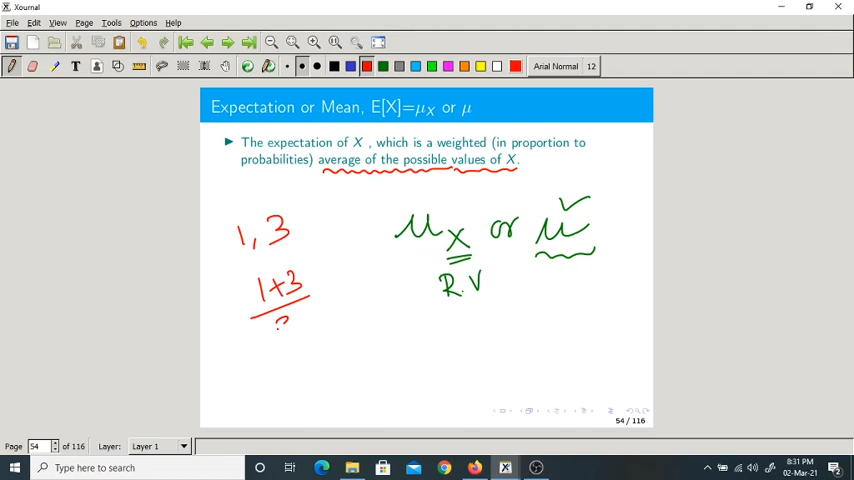 Xournal
File Edit View Page Tools Options Help
Arial Normal 12
Expectation or Mean, E[X]=μX or μ
The expectation of X , which is a weighted (in proportion to
probabilities) average of the possible values of X.
1, 3
μX or μ
R.V
1+3
54 / 116
Page 54 of 116 Layer: Layer 1
Type here to search
8:31 PM
02-Mar-21
2